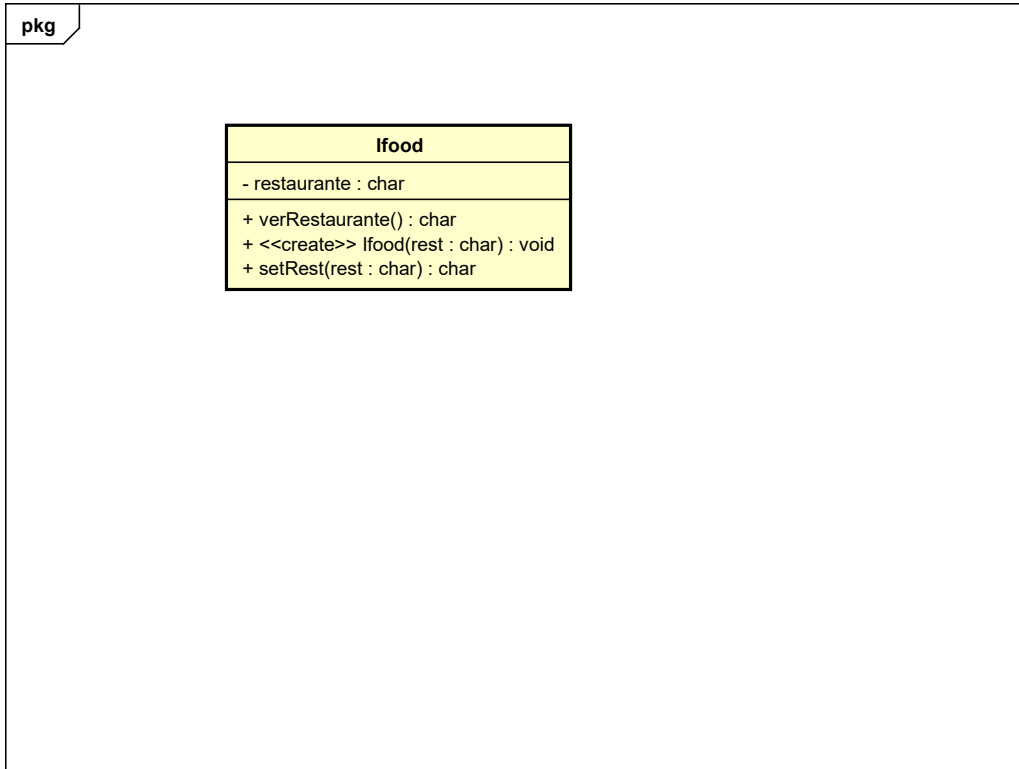 pkg
Ifood
- restaurante : char
+ verRestaurante() : char
+ <<create>> Ifood(rest : char) : void
+ setRest(rest : char) : char